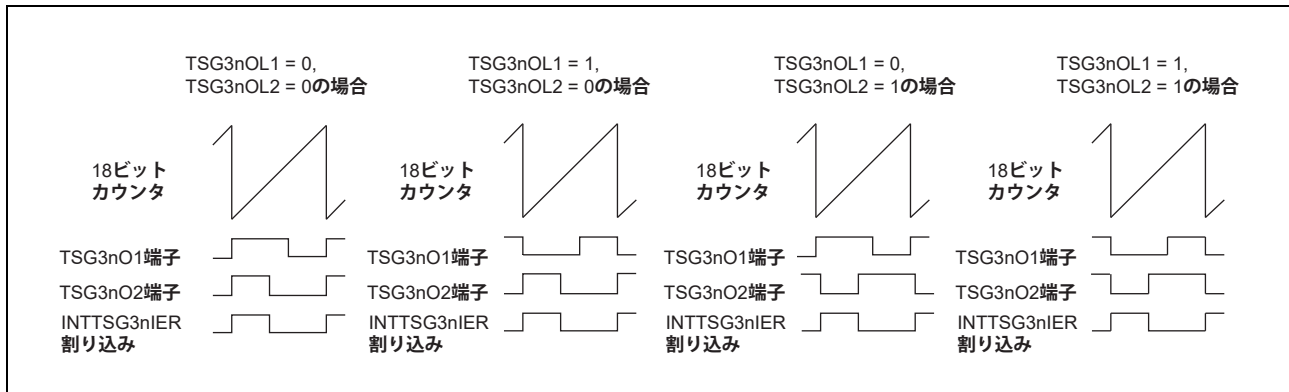 TSG3nOL1 = 0,
TSG3nOL2 = 0の場合
18ビット
カウンタ
TSG3nO1端子
TSG3nO2端子
INTTSG3nIER
割り込み
TSG3nOL1 = 1,
TSG3nOL2 = 0の場合
18ビット
カウンタ
TSG3nO1端子
TSG3nO2端子
INTTSG3nIER
割り込み
TSG3nOL1 = 0,
TSG3nOL2 = 1の場合
18ビット
カウンタ
TSG3nO1端子
TSG3nO2端子
INTTSG3nIER
割り込み
TSG3nOL1 = 1,
TSG3nOL2 = 1の場合
18ビット
カウンタ
TSG3nO1端子
TSG3nO2端子
INTTSG3nIER
割り込み